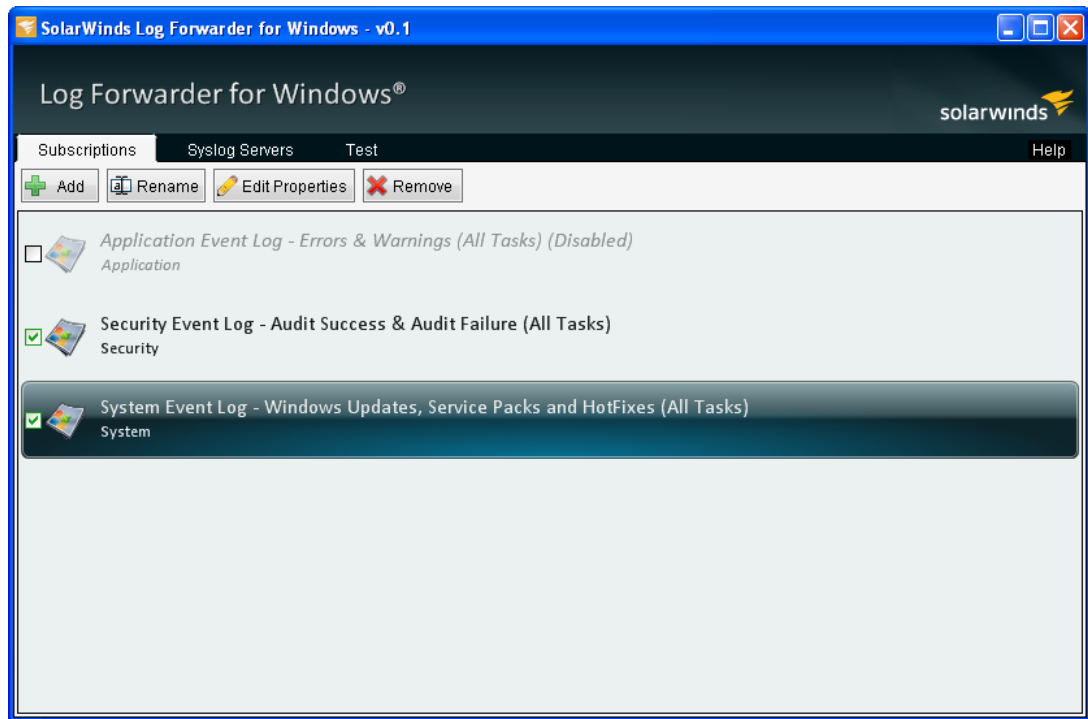 SolarWinds Log Forwarder for Windows - v0.1
Log Forwarder for Windows®
solarwinds
Subscriptions Syslog Servers Test Help
Add Rename Edit Properties Remove
Application Event Log - Errors & Warnings (All Tasks) (Disabled)
Application
Security Event Log - Audit Success & Audit Failure (All Tasks)
Security
System Event Log - Windows Updates, Service Packs and HotFixes (All Tasks)
System